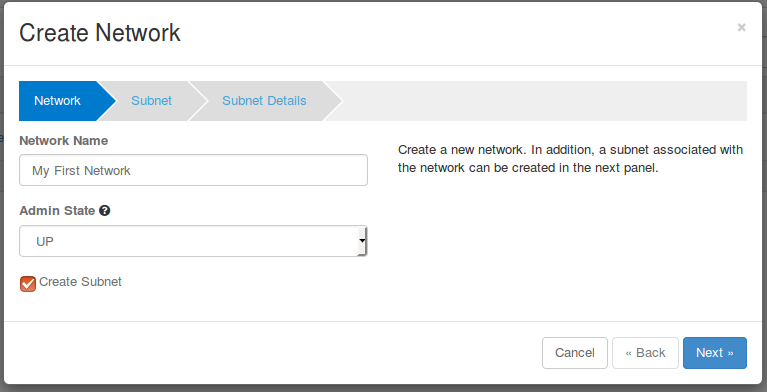 Create Network
×
Network
Subnet
Subnet Details
Network Name
My First Network
Admin State
UP
Create Subnet
Create a new network. In addition, a subnet associated with
the network can be created in the next panel.
Cancel
« Back
Next »